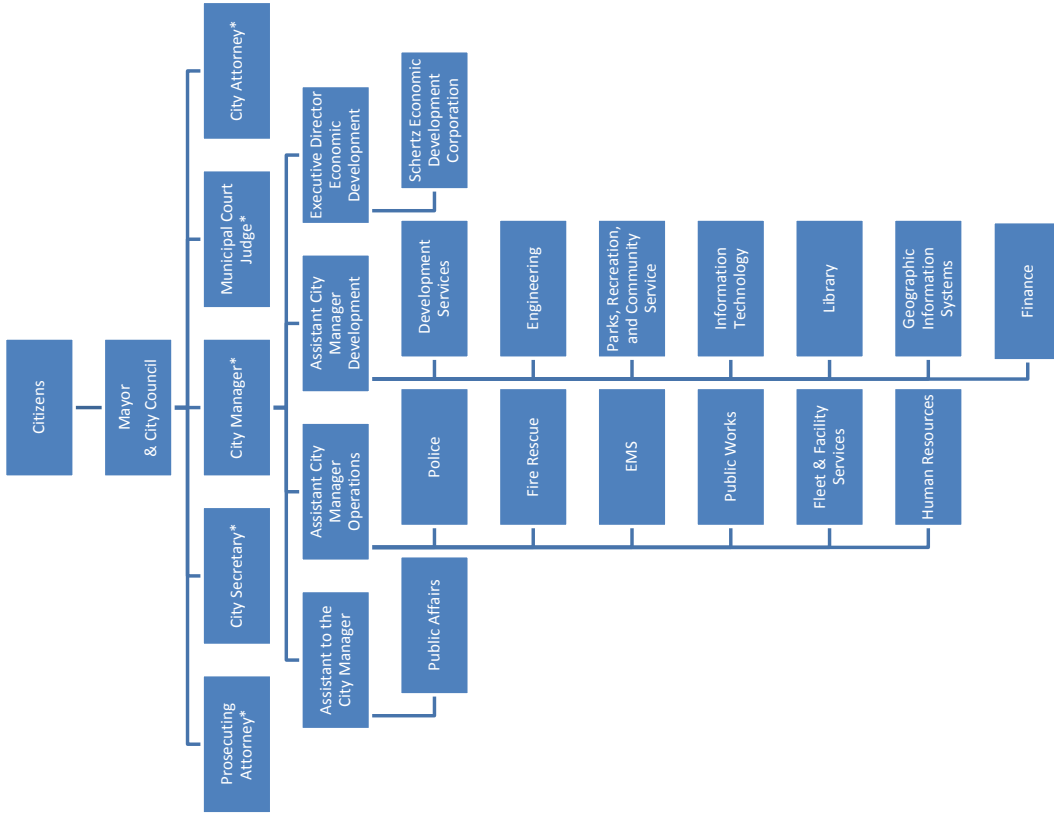 Citizens
Mayor
& City Council
Prosecuting
Attorney*
City Secretary*
City Manager*
Municipal Court
Judge*
City Attorney*
Assistant to the
City Manager
Assistant City
Manager
Operations
Assistant City
Manager
Development
Executive Director
Economic
Development
Public Affairs
Police
Fire Rescue
EMS
Public Works
Fleet & Facility
Services
Human Resources
Development
Services
Engineering
Parks, Recreation,
and Community
Service
Information
Technology
Library
Geographic
Information
Systems
Finance
Schertz Economic
Development
Corporation